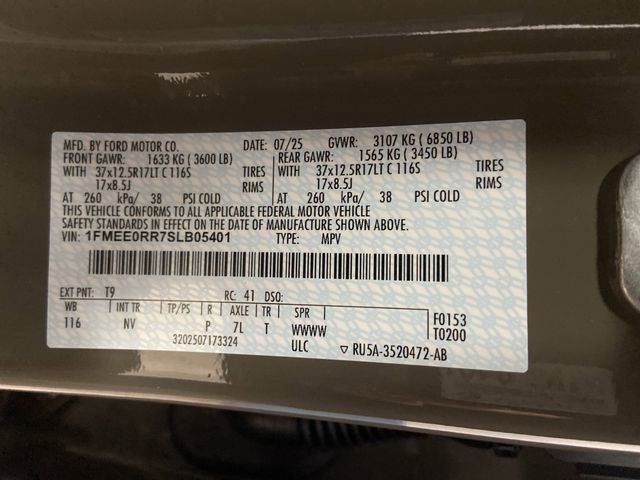 MFD. BY FORD MOTOR CO. DATE: 07/25 GVWR: 3107 KG ( 6850 LB)
FRONT GAWR: 1633 KG ( 3600 LB) REAR GAWR: 1565 KG ( 3450 LB)
WITH 37x12.5R17LT C 116S TIRES WITH 37x12.5R17LT C 116S TIRES
17x8.5J RIMS 17x8.5J RIMS
AT 260 kPa/ 38 PSI COLD AT 260 kPa/ 38 PSI COLD
THIS VEHICLE CONFORMS TO ALL APPLICABLE FEDERAL MOTOR VEHICLE
SAFETY STANDARDS IN EFFECT ON THE DATE OF MANUFACTURE SHOWN ABOVE.
VIN: 1FMEE0RR7SLB05401 TYPE: MPV
EXT PNT: T9 RC: 41 DSO:
WB INT TR TP/PS R AXLE TR SPR F0153
116 NV P 7L T WWWW T0200
3202507173324 ULC ▽ RU5A-3520472-AB